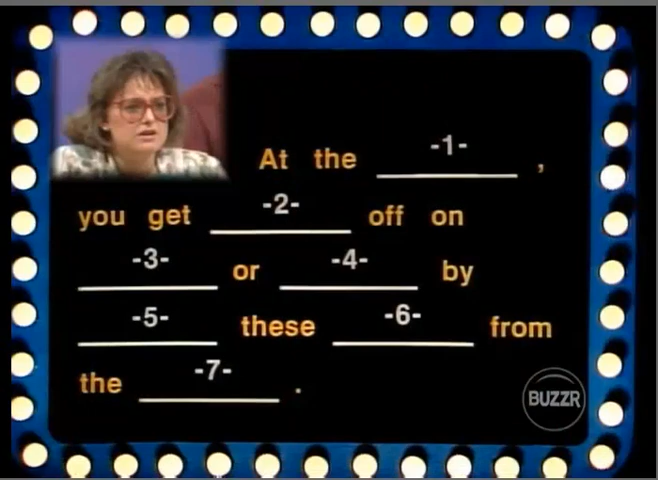 At the -1- ,
you get -2- off on
-3- or -4- by
-5- these -6- from
the -7- .
BUZZR